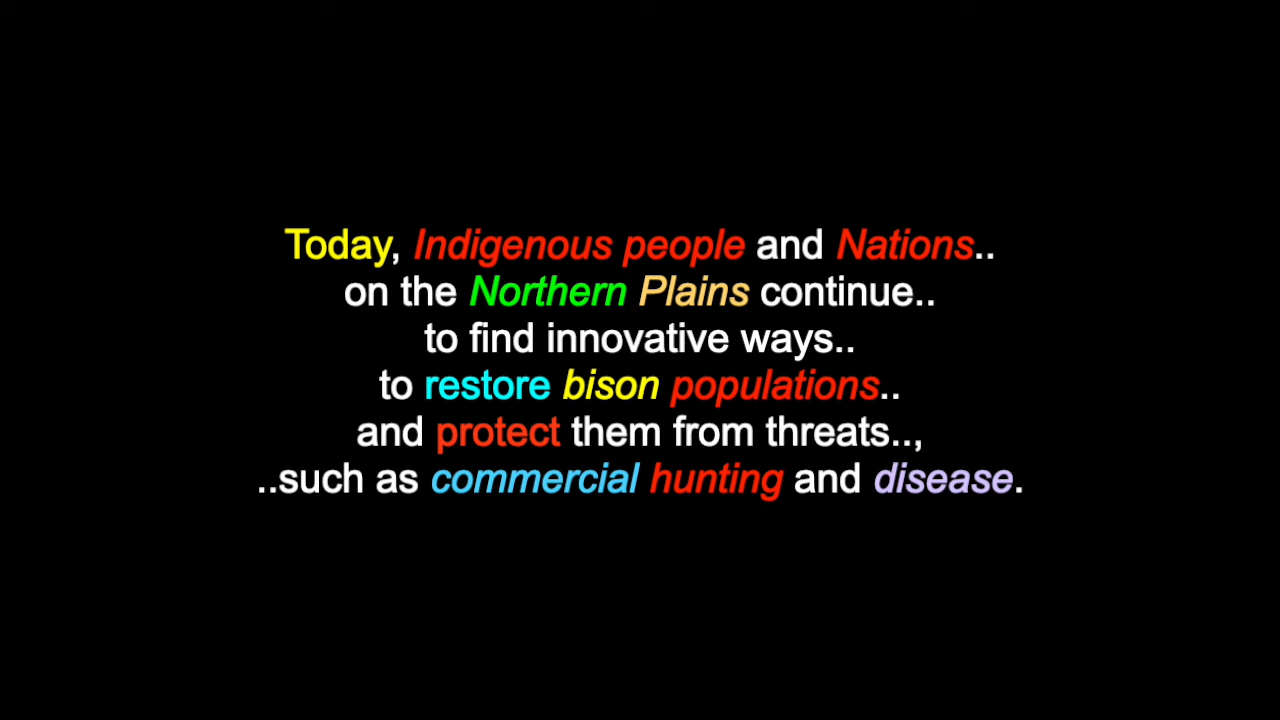 Today, Indigenous people and Nations..
on the Northern Plains continue..
to find innovative ways..
to restore bison populations..
and protect them from threats..,
..such as commercial hunting and disease.